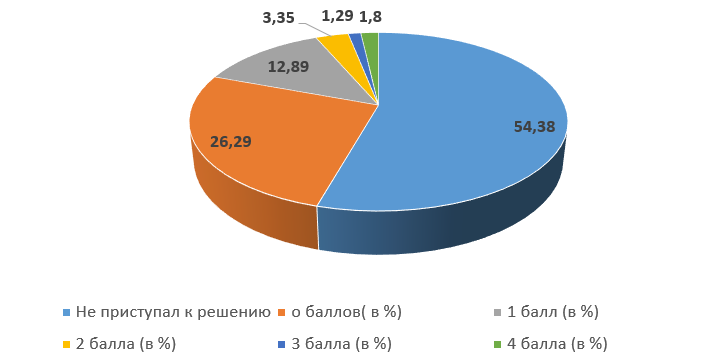 3,35
1,29
1,8
12,89
54,38
26,29
Не приступал к решению
о баллов( в %)
1 балл (в %)
2 балла (в %)
3 балла (в %)
4 балла (в %)